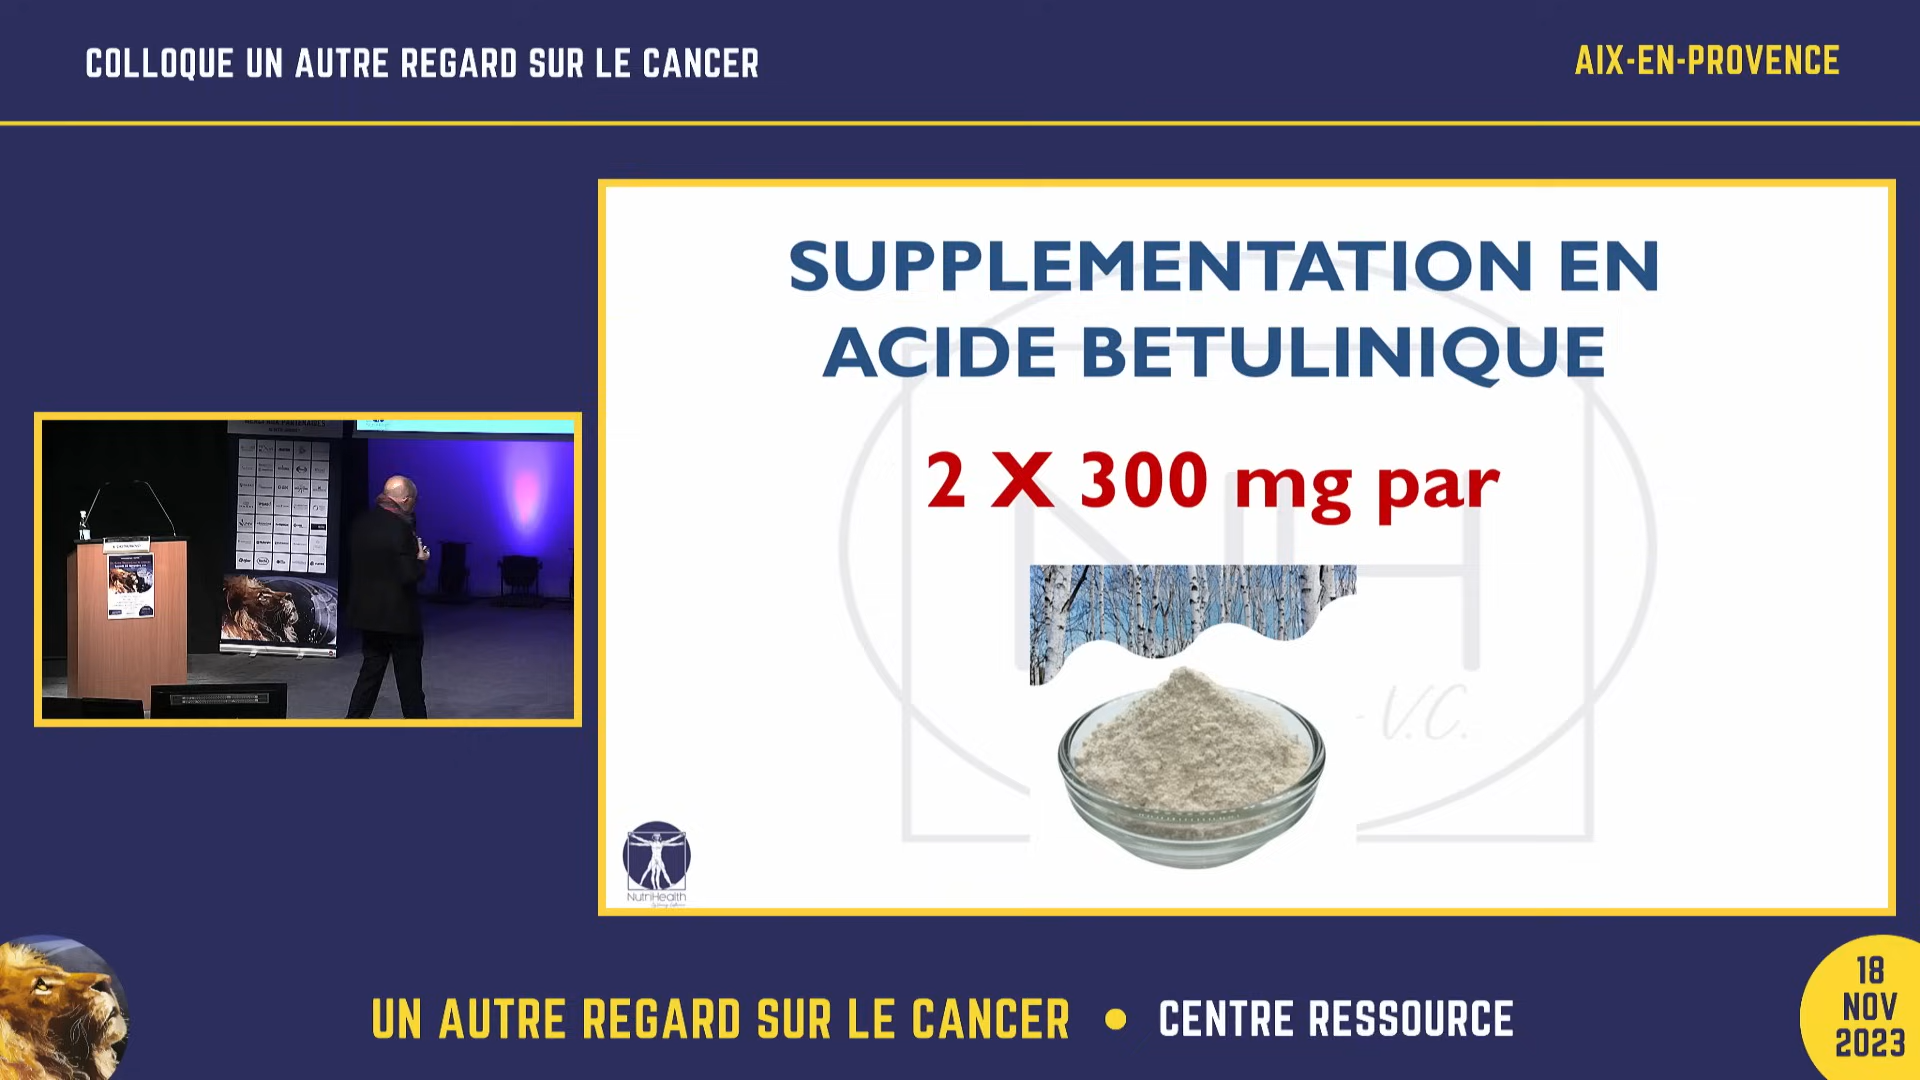 COLLOQUE UN AUTRE REGARD SUR LE CANCER
AIX-EN-PROVENCE
SUPPLEMENTATION EN
ACIDE BETULINIQUE
2 X 300 mg par
NH
-V.C.
NutriHealth
UN AUTRE REGARD SUR LE CANCER • CENTRE RESSOURCE
18
NOV
2023